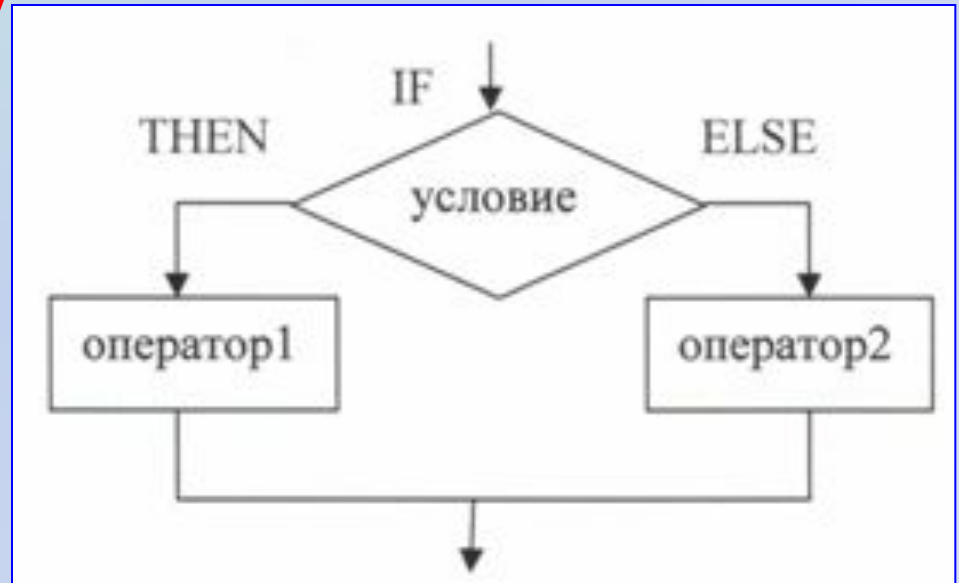 IF
THEN
ELSE
условие
оператор1
оператор2